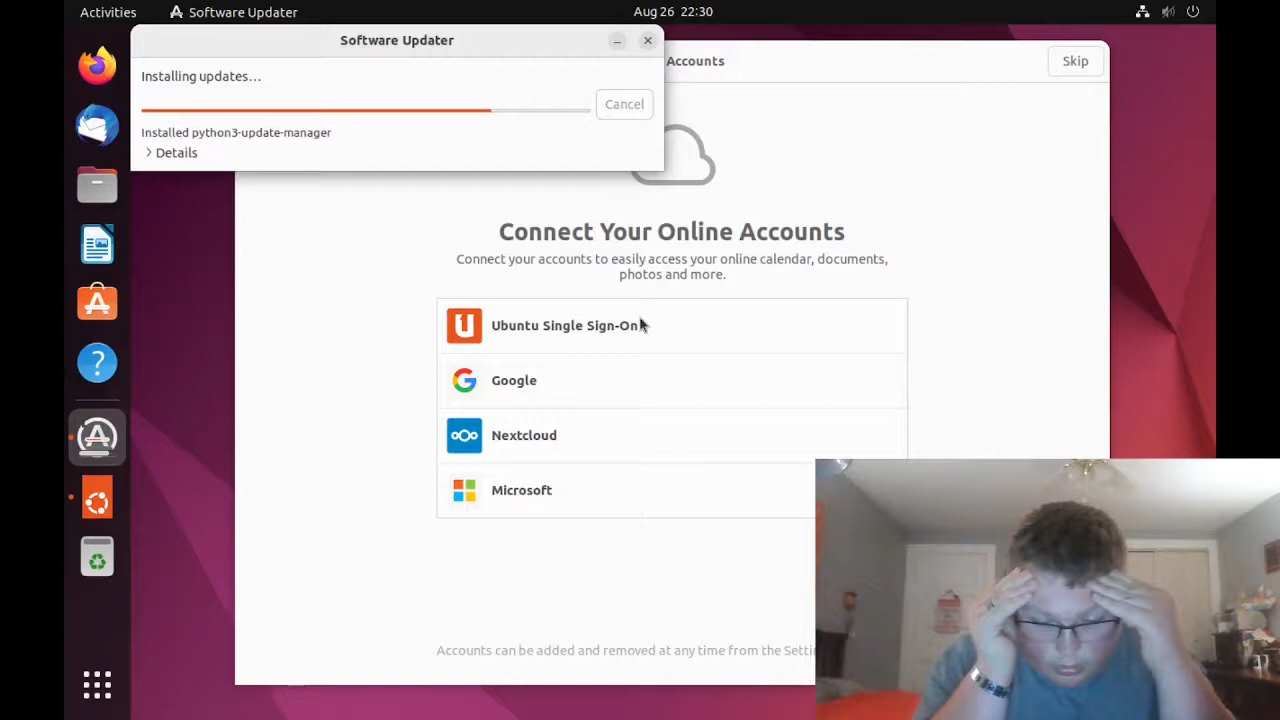 Activities
Software Updater
Aug 26 22:30
Software Updater
Installing updates…
Cancel
Installed python3-update-manager
Details
Accounts
Skip
Connect Your Online Accounts
Connect your accounts to easily access your online calendar, documents,
photos and more.
Ubuntu Single Sign-On
Google
Nextcloud
Microsoft
Accounts can be added and removed at any time from the